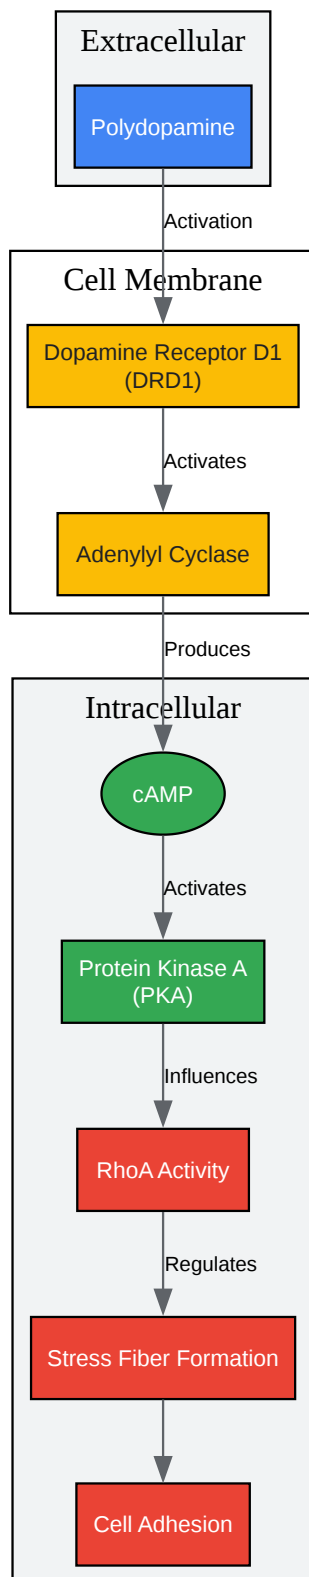 Extracellular
Polydopamine
Activation
Cell Membrane
Dopamine Receptor D1
(DRD1)
Activates
Adenylyl Cyclase
Produces
Intracellular
cAMP
Activates
Protein Kinase A
(PKA)
Influences
RhoA Activity
Regulates
Stress Fiber Formation
Cell Adhesion